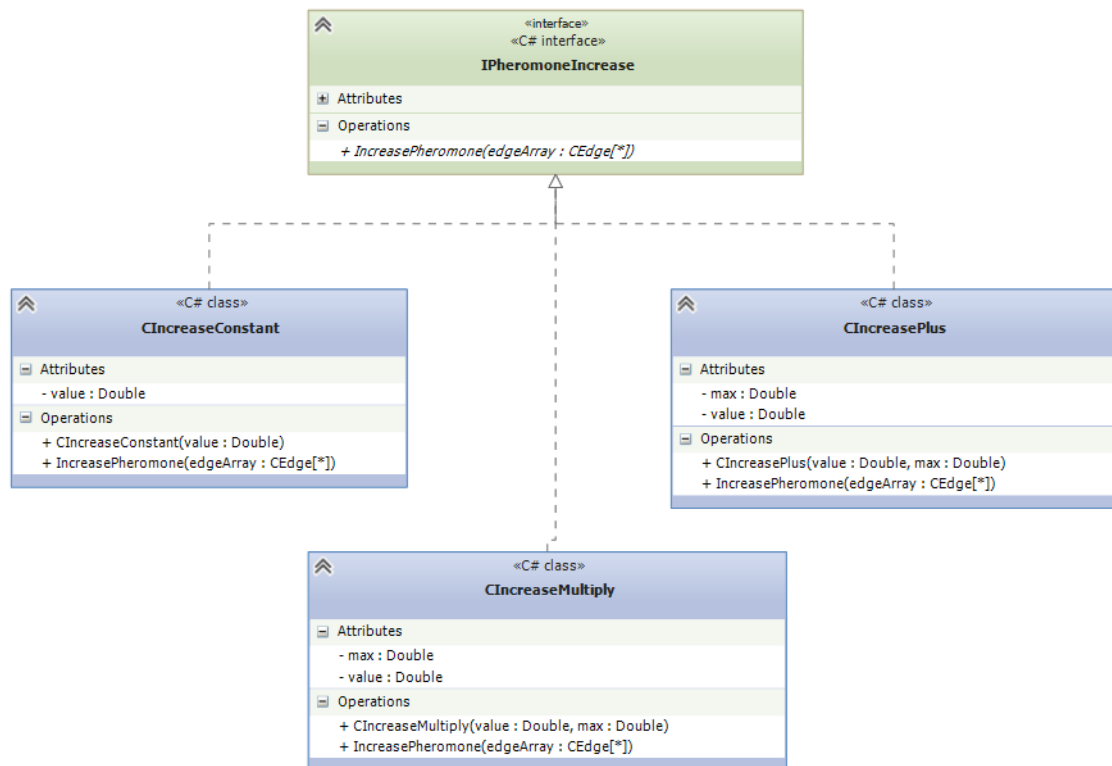 «interface»
«C# interface»
IPheromoneIncrease
Attributes
Operations
+ IncreasePheromone(edgeArray : CEdge[*])
«C# class»
CIncreaseConstant
Attributes
- value : Double
Operations
+ CIncreaseConstant(value : Double)
+ IncreasePheromone(edgeArray : CEdge[*])
«C# class»
CIncreasePlus
Attributes
- max : Double
- value : Double
Operations
+ CIncreasePlus(value : Double, max : Double)
+ IncreasePheromone(edgeArray : CEdge[*])
«C# class»
CIncreaseMultiply
Attributes
- max : Double
- value : Double
Operations
+ CIncreaseMultiply(value : Double, max : Double)
+ IncreasePheromone(edgeArray : CEdge[*])